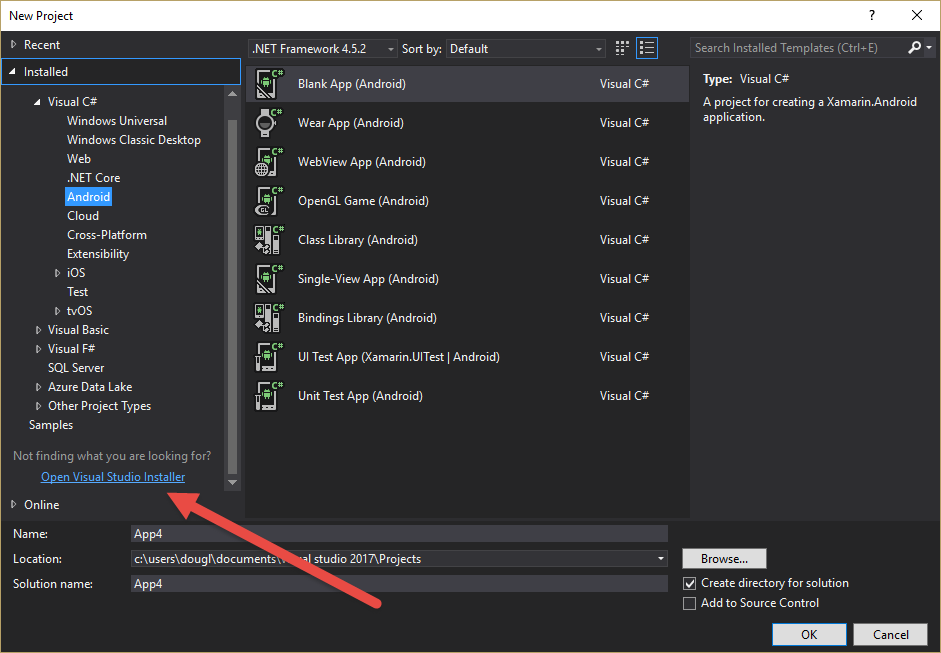 New Project
?
Recent
.NET Framework 4.5.2
Sort by: Default
Search Installed Templates (Ctrl+E)
Installed
Visual C#
Windows Universal
Windows Classic Desktop
Web
.NET Core
Android
Cloud
Cross-Platform
Extensibility
iOS
Test
tvOS
Visual Basic
Visual F#
SQL Server
Azure Data Lake
Other Project Types
Samples
Not finding what you are looking for?
Open Visual Studio Installer
Online
C# Blank App (Android) Visual C#
C# Wear App (Android) Visual C#
C# WebView App (Android) Visual C#
C# GL OpenGL Game (Android) Visual C#
C# Class Library (Android) Visual C#
C# Single-View App (Android) Visual C#
C# Bindings Library (Android) Visual C#
C# UI Test App (Xamarin.UITest | Android) Visual C#
C# Unit Test App (Android) Visual C#
Type: Visual C#
A project for creating a Xamarin.Android
application.
Name: App4
Location: c:\users\dougl\documents\ studio 2017\Projects
Browse...
Solution name: App4
Create directory for solution
Add to Source Control
OK
Cancel